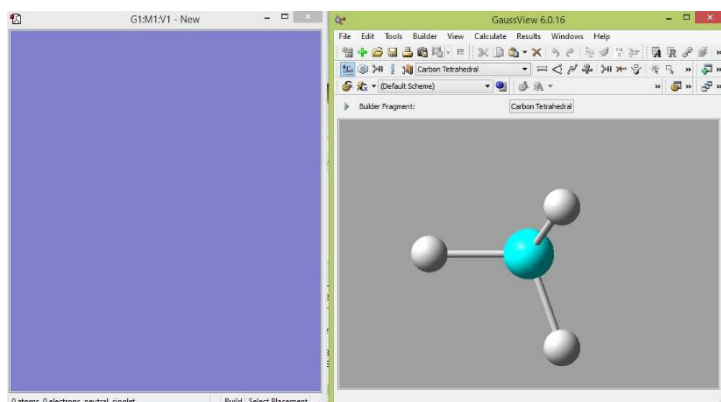 G1:M1:V1 - New
0 atoms, 0 electrons, neutral, singlet
Build - Select Placement
GaussView 6.0.16
File Edit Tools Builder View Calculate Results Windows Help
Carbon Tetrahedral
(Default Scheme)
Builder Fragment:
Carbon Tetrahedral